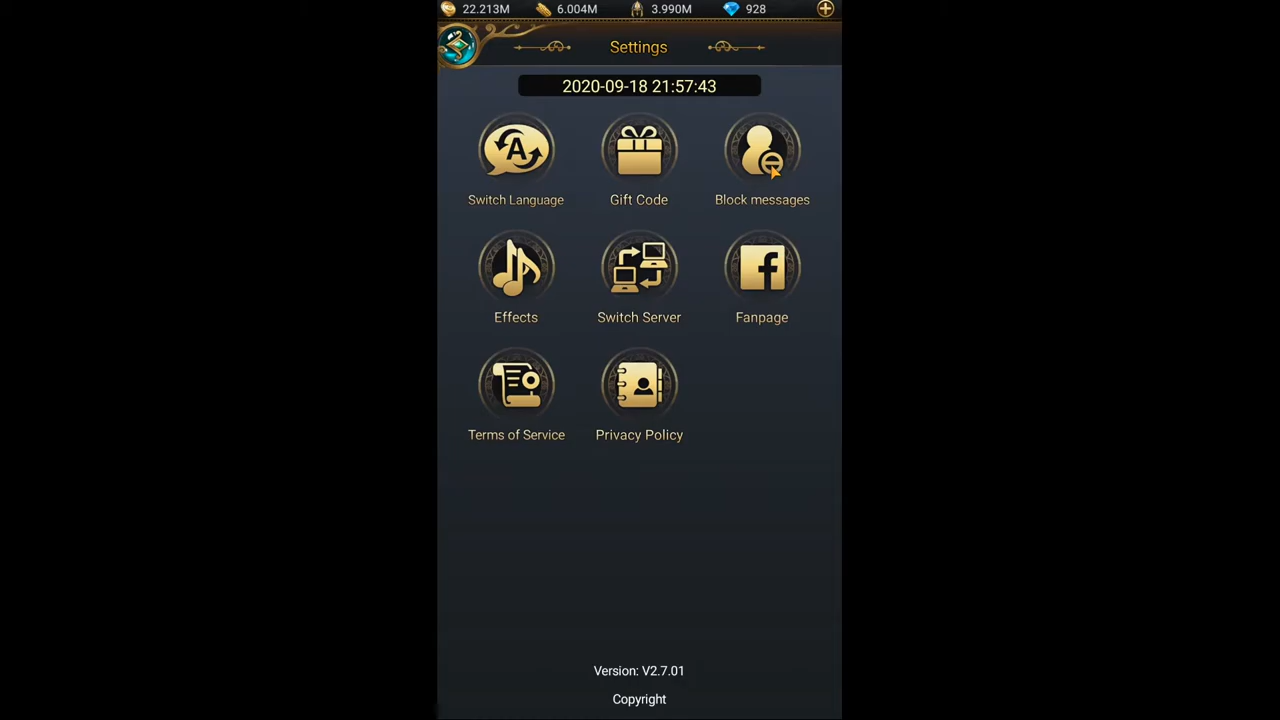 22.213M 6.004M 3.990M 928
Settings
2020-09-18 21:57:43
Switch Language Gift Code Block messages
Effects Switch Server Fanpage
Terms of Service Privacy Policy
Version: V2.7.01
Copyright